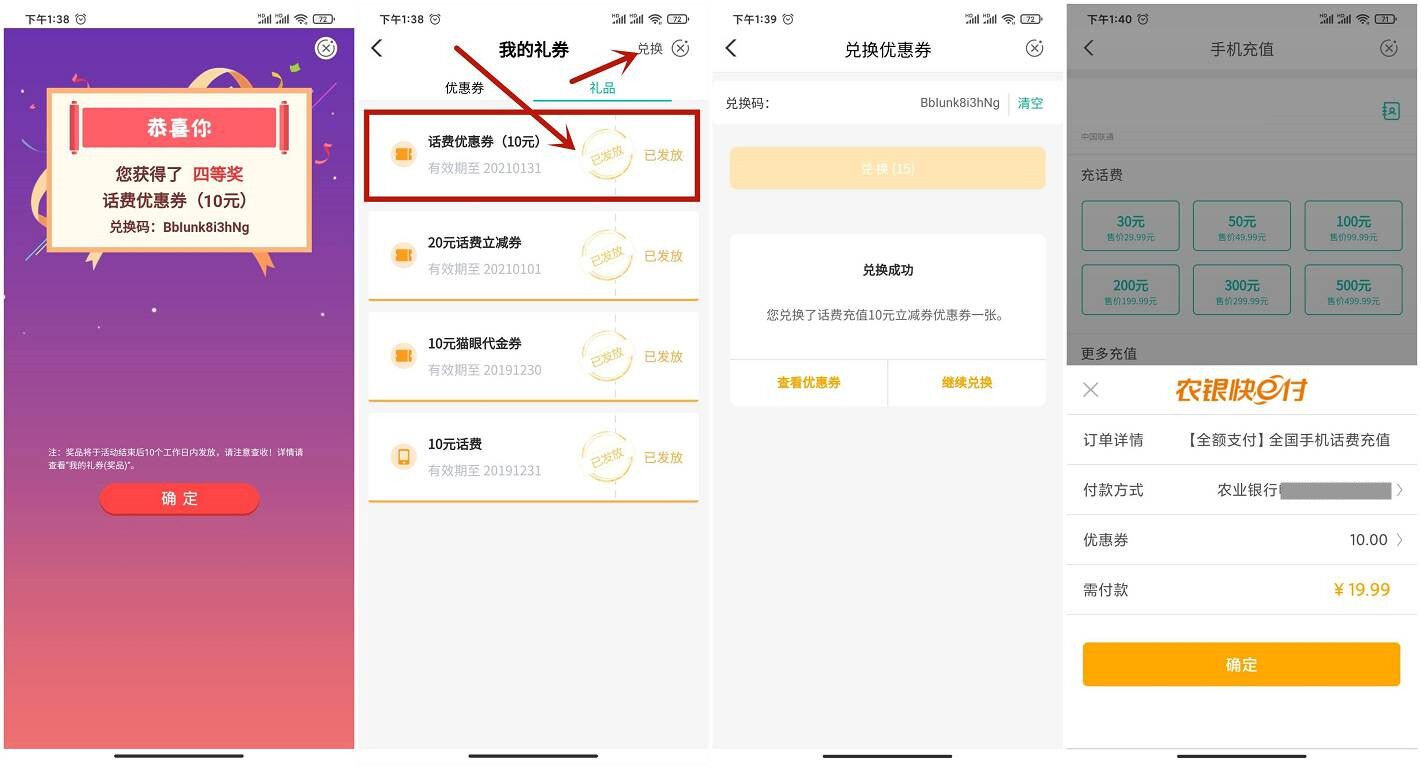 下午1:38
72
恭喜你
您获得了 四等奖
话费优惠券（10元）
兑换码：Bblunk8i3hNg
注：奖品将于活动结束后10个工作日内发放，请注意查收！详情请
查看“我的礼券(奖品)”。
确 定
下午1:38
72
我的礼券
兑换
优惠券
礼品
话费优惠券（10元）
有效期至 20210131
已发放
已发放
20元话费立减券
有效期至 20210101
已发放
已发放
10元猫眼代金券
有效期至 20191230
已发放
已发放
10元话费
有效期至 20191231
已发放
已发放
下午1:39
72
兑换优惠券
兑换码：
Bblunk8i3hNg
清空
兑 换 (15)
兑换成功
您兑换了话费充值10元立减券优惠券一张。
查看优惠券
继续兑换
下午1:40
71
手机充值
中国联通
充话费
30元
售价29.99元
50元
售价49.99元
100元
售价99.99元
200元
售价199.99元
300元
售价299.99元
500元
售价499.99元
更多充值
农银快e付
订单详情
【全额支付】全国手机话费充值
付款方式
农业银行
优惠券
10.00
需付款
¥ 19.99
确定